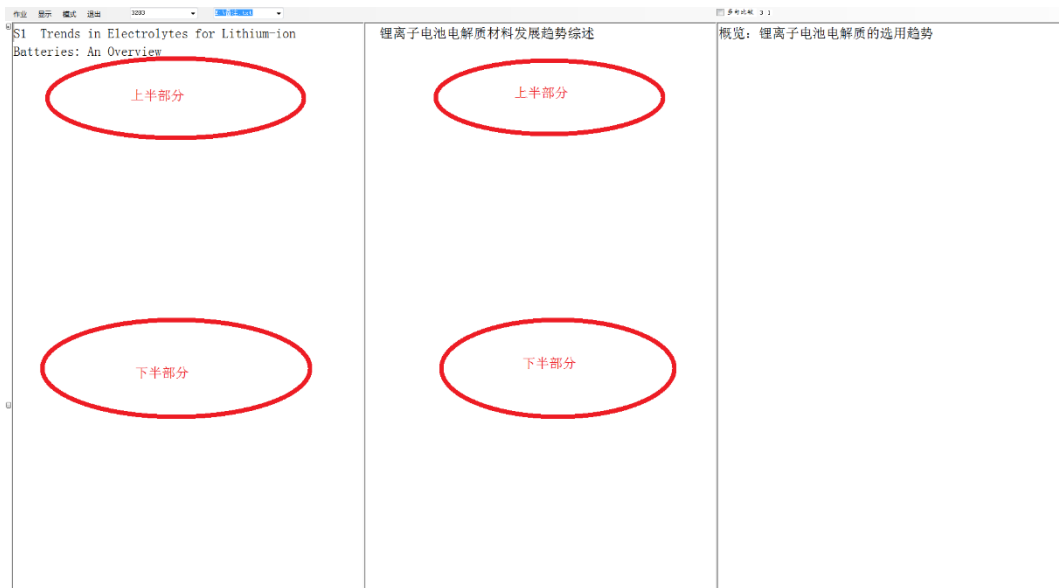 作业 显示 模式 退出 3203
S1 Trends in Electrolytes for Lithium-ion
Batteries: An Overview
上半部分
下半部分
锂离子电池电解质材料发展趋势综述
上半部分
下半部分
3 1
概览：锂离子电池电解质的选用趋势